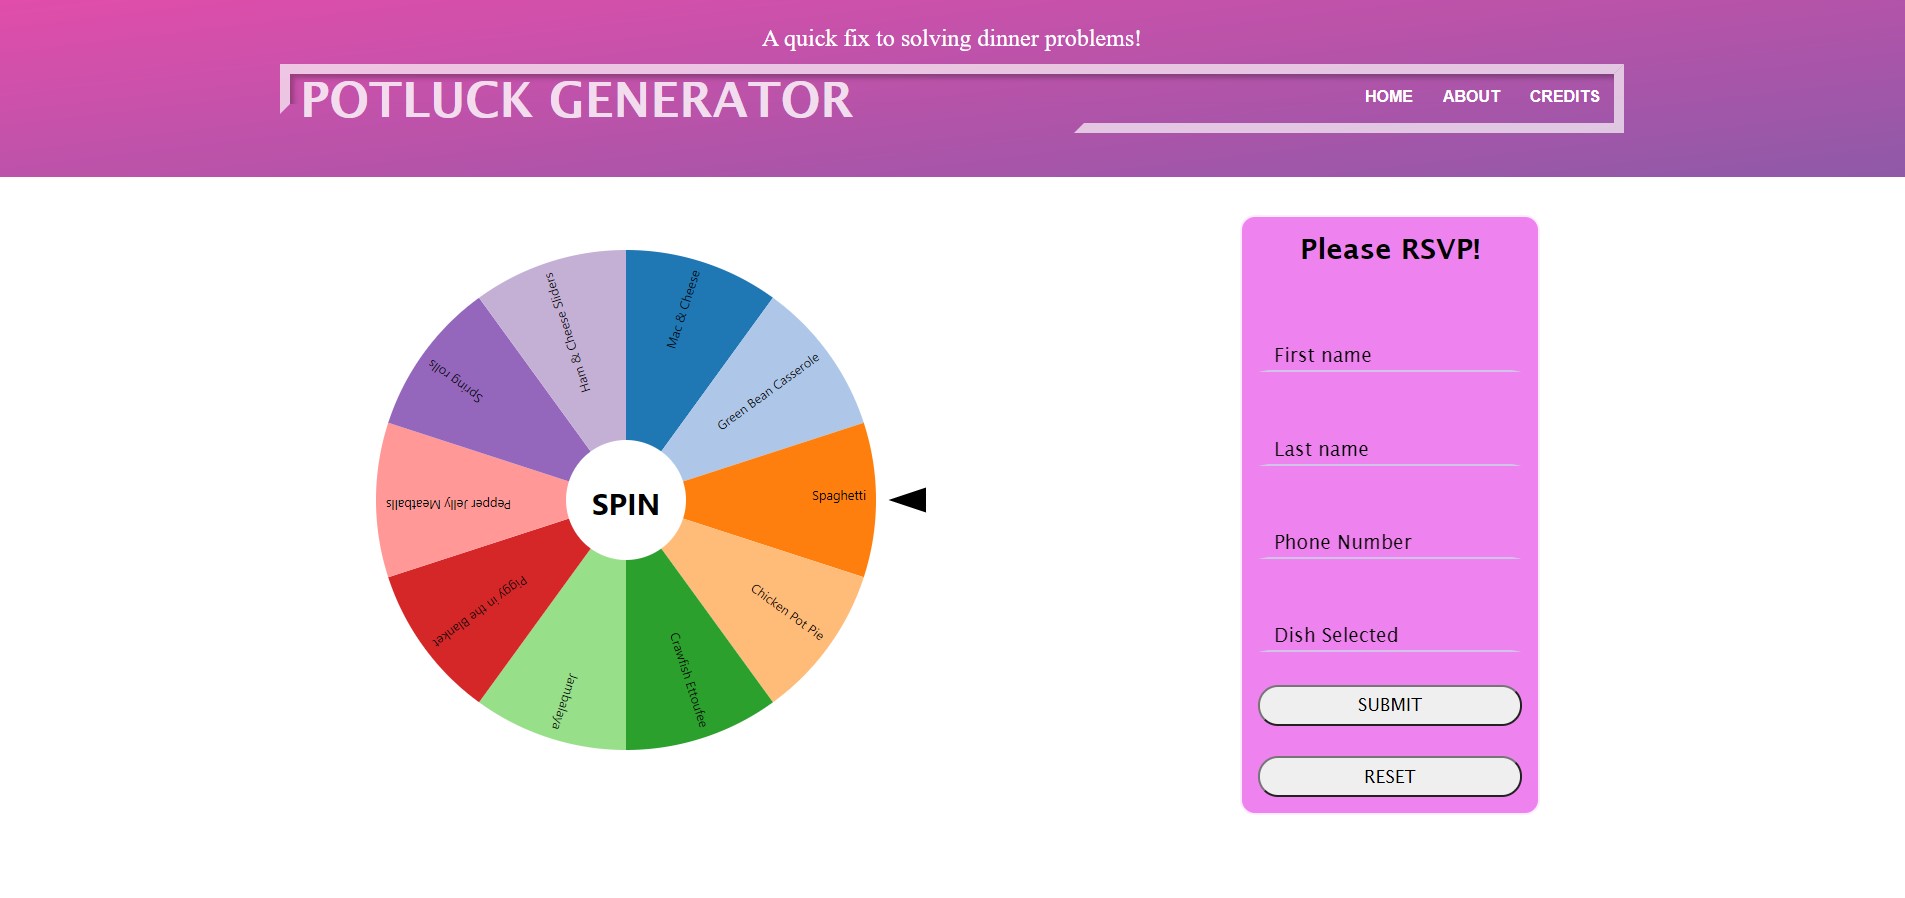 A quick fix to solving dinner problems!
POTLUCK GENERATOR
HOME ABOUT CREDITS
Mac & Cheese
Green Bean Casserole
Spaghetti
Chicken Pot Pie
Crawfish Ettoufee
Jambalaya
Piggy in the Blanket
Pepper Jelly Meatballs
Spring rolls
Ham & Cheese Sliders
SPIN
Please RSVP!
First name
Last name
Phone Number
Dish Selected
SUBMIT
RESET